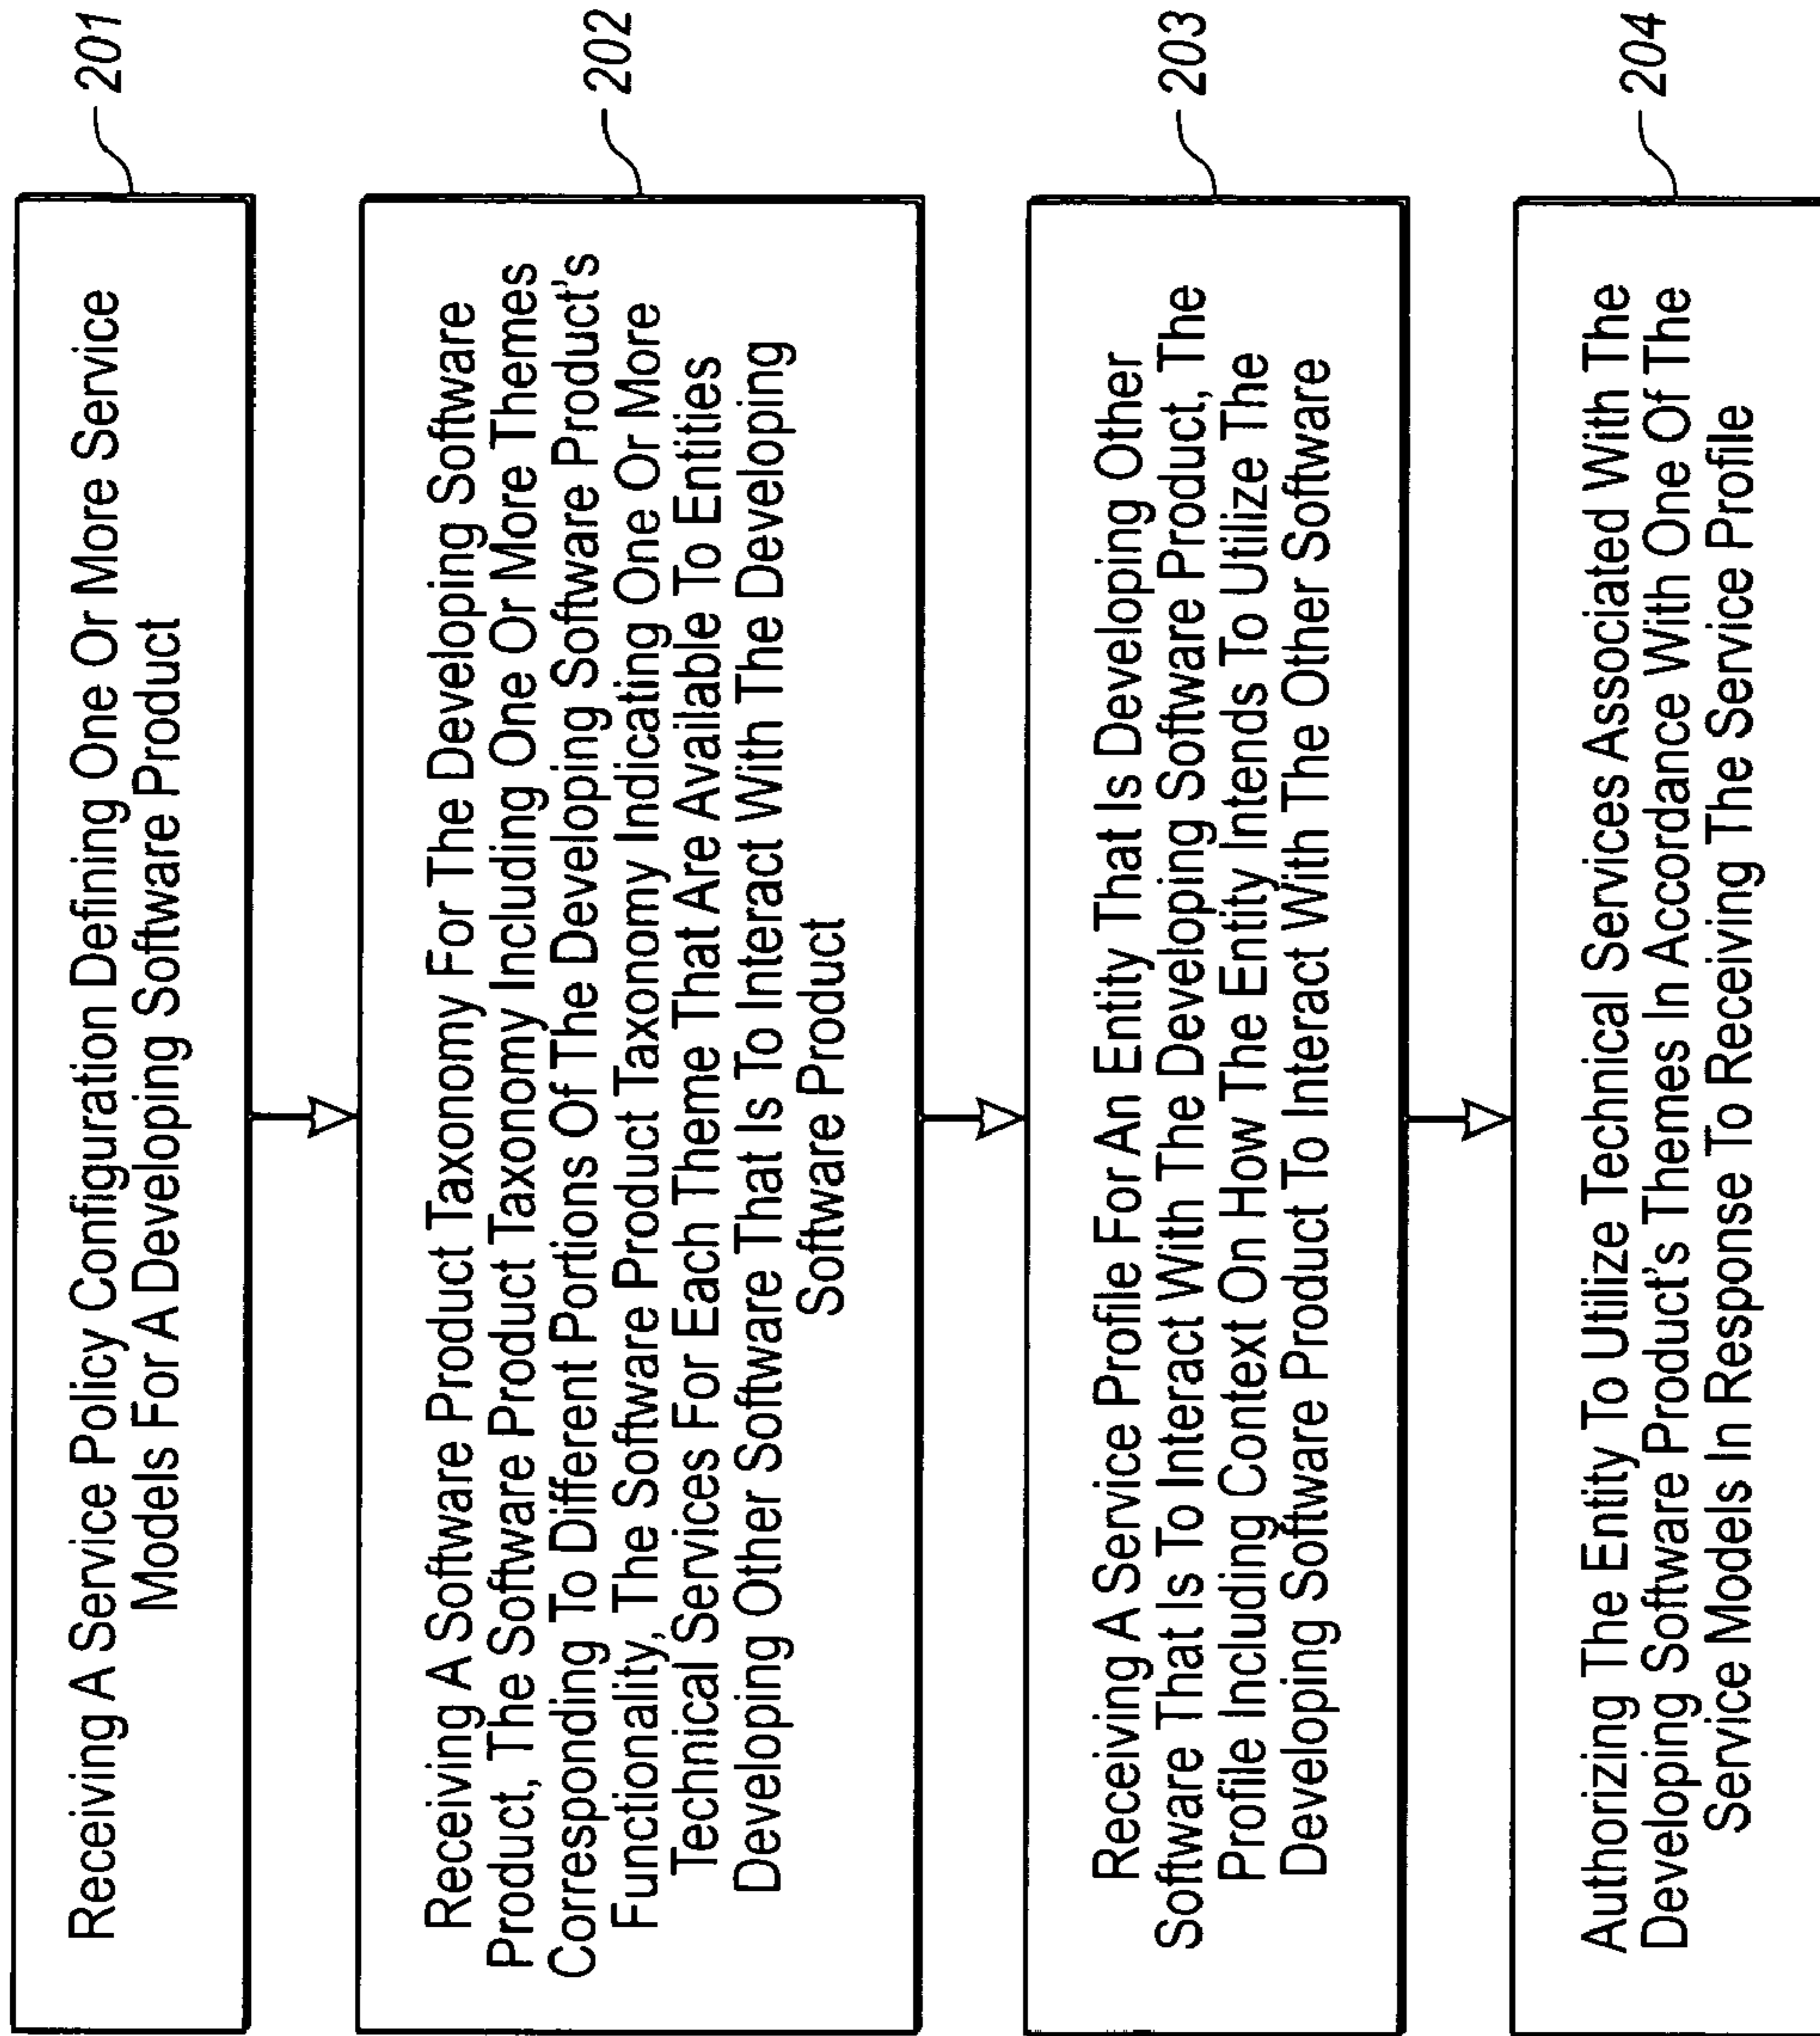 Receiving A Service Policy Configuration Defining One Or More Service
Models For A Developing Software Product
201
Receiving A Software Product Taxonomy For The Developing Software
Product, The Software Product Taxonomy Including One Or More Themes
Corresponding To Different Portions Of The Developing Software Product's
Functionality, The Software Product Taxonomy Indicating One Or More
Technical Services For Each Theme That Are Available To Entities
Developing Other Software That Is To Interact With The Developing
Software Product
202
Receiving A Service Profile For An Entity That Is Developing Other
Software That Is To Interact With The Developing Software Product, The
Profile Including Context On How The Entity Intends To Utilize The
Developing Software Product To Interact With The Other Software
203
Authorizing The Entity To Utilize Technical Services Associated With The
Developing Software Product's Themes In Accordance With One Of The
Service Models In Response To Receiving The Service Profile
204